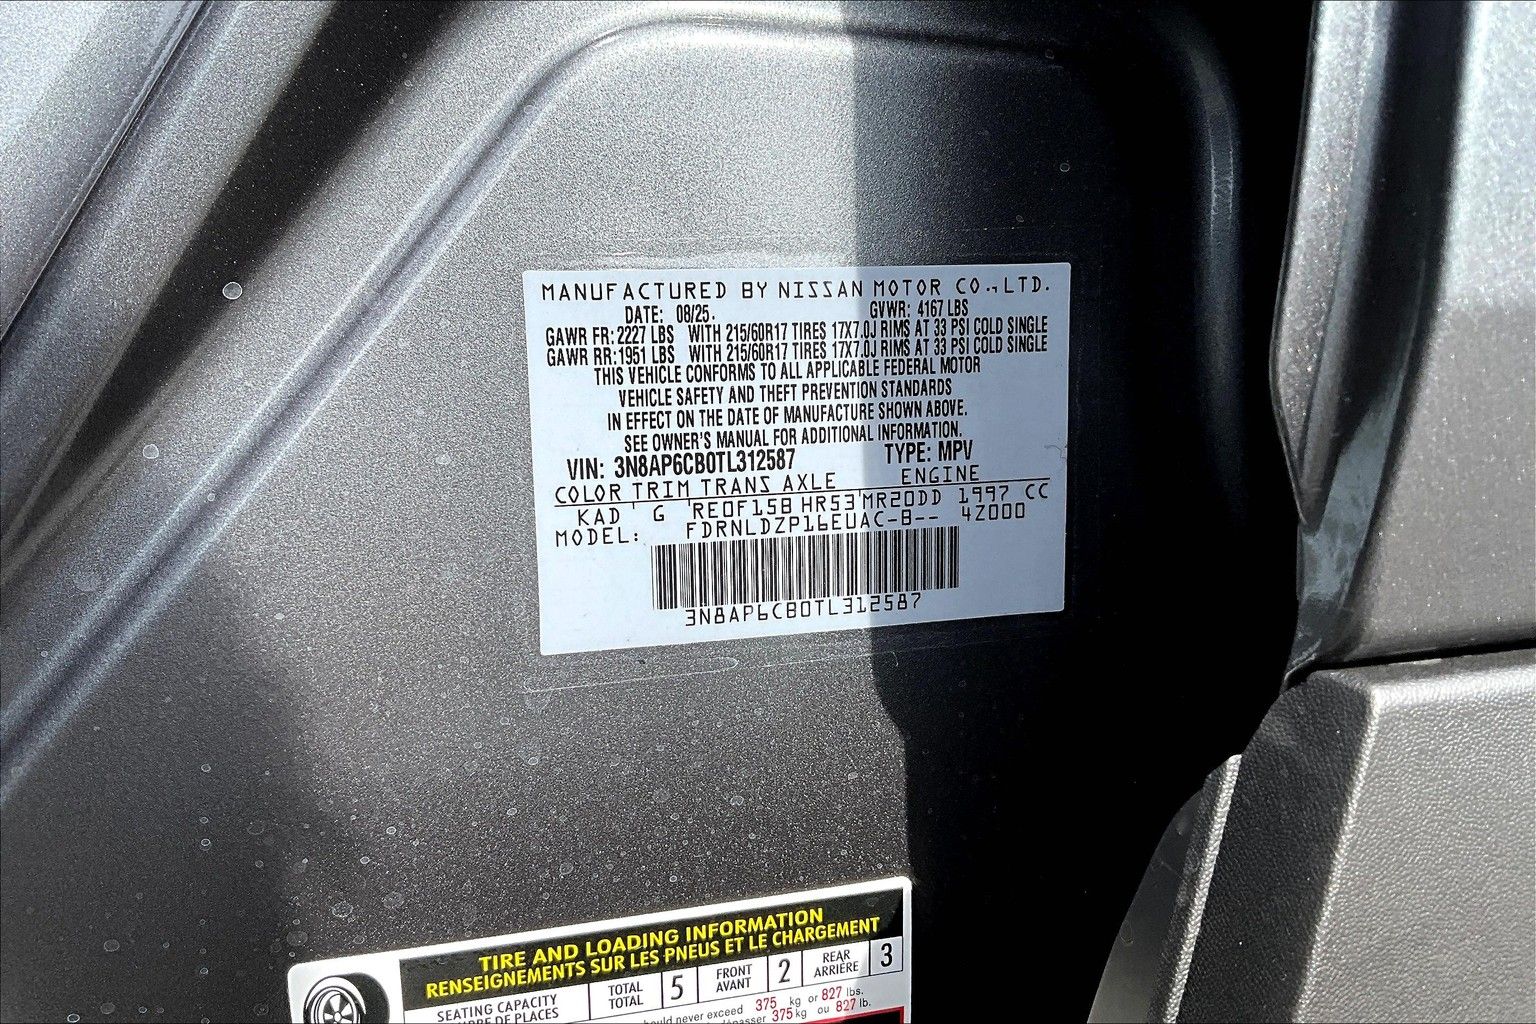 MANUFACTURED BY NISSAN MOTOR CO.,LTD.
DATE: 08/25. GVWR: 4167 LBS
GAWR FR: 2227 LBS WITH 215/60R17 TIRES 17X7.0J RIMS AT 33 PSI COLD SINGLE
GAWR RR: 1951 LBS WITH 215/60R17 TIRES 17X7.0J RIMS AT 33 PSI COLD SINGLE
THIS VEHICLE CONFORMS TO ALL APPLICABLE FEDERAL MOTOR
VEHICLE SAFETY AND THEFT PREVENTION STANDARDS
IN EFFECT ON THE DATE OF MANUFACTURE SHOWN ABOVE.
SEE OWNER'S MANUAL FOR ADDITIONAL INFORMATION.
VIN: 3N8AP6CB0TL312587 TYPE: MPV
COLOR TRIM TRANS AXLE ENGINE
KAD G RE0F15B HR53 MR20DD 1997 CC
MODEL: FDRNLDZP16EUAC-B-- 4Z000
3N8AP6CB0TL312587
TIRE AND LOADING INFORMATION
RENSEIGNEMENTS SUR LES PNEUS ET LE CHARGEMENT
SEATING CAPACITY TOTAL 5 FRONT 2 REAR 3
DE PLACES TOTAL AVANT ARRIÈRE
should never exceed 375 kg or 827 lbs.
375 kg ou 827 lb.